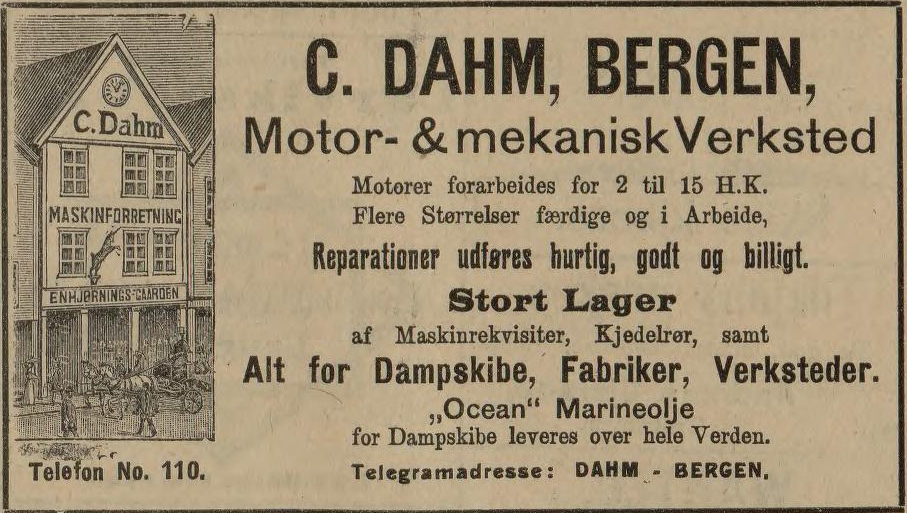 C. Dahm
MASKINFORRETNING
ENHJØRNINGS-GAARDEN
Telefon No. 110.
C. DAHM, BERGEN,
Motor- & mekanisk Verksted
Motorer forarbeides for 2 til 15 H.K.
Flere Størrelser færdige og i Arbeide,
Reparationer udføres hurtig, godt og billigt.
Stort Lager
af Maskinrekvisiter, Kjedelrør, samt
Alt for Dampskibe, Fabriker, Verksteder.
„Ocean“ Marineolje
for Dampskibe leveres over hele Verden.
Telegramadresse: DAHM - BERGEN.